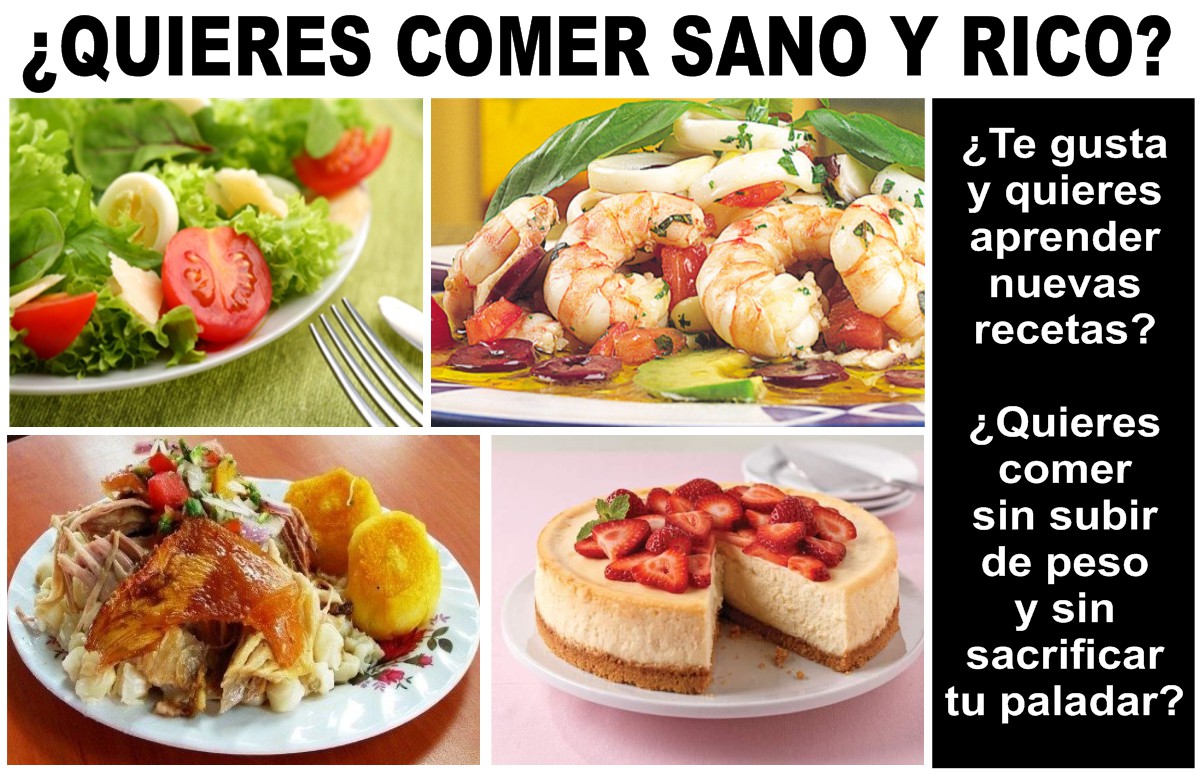 ¿QUIERES COMER SANO Y RICO?
¿Te gusta
y quieres
aprender
nuevas
recetas?
¿Quieres
comer
sin subir
de peso
y sin
sacrificar
tu paladar?